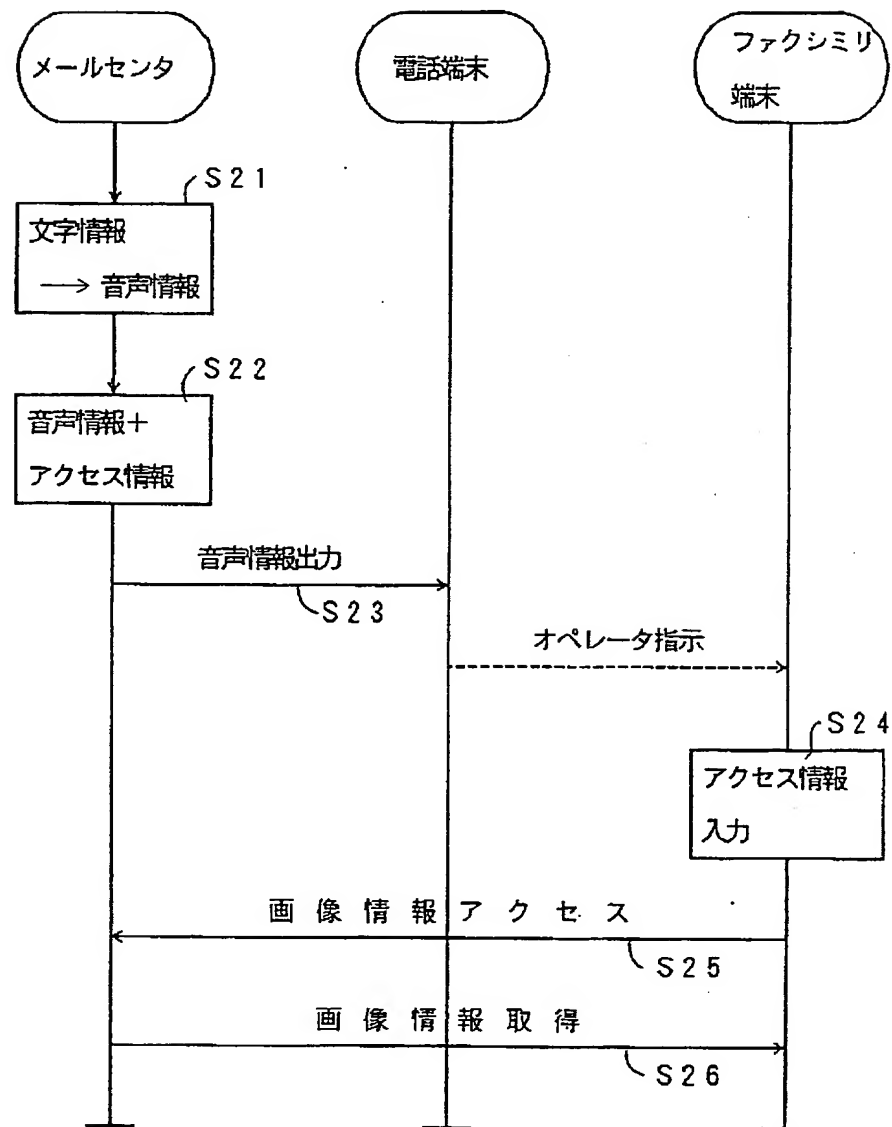 メールセンタ
電話端末
ファクシミリ
端末
S21
文字情報
→ 音声情報
S22
音声情報+
アクセス情報
音声情報出力
S23
オペレータ指示
S24
アクセス情報
入力
画像情報アクセス
S25
画像情報取得
S26